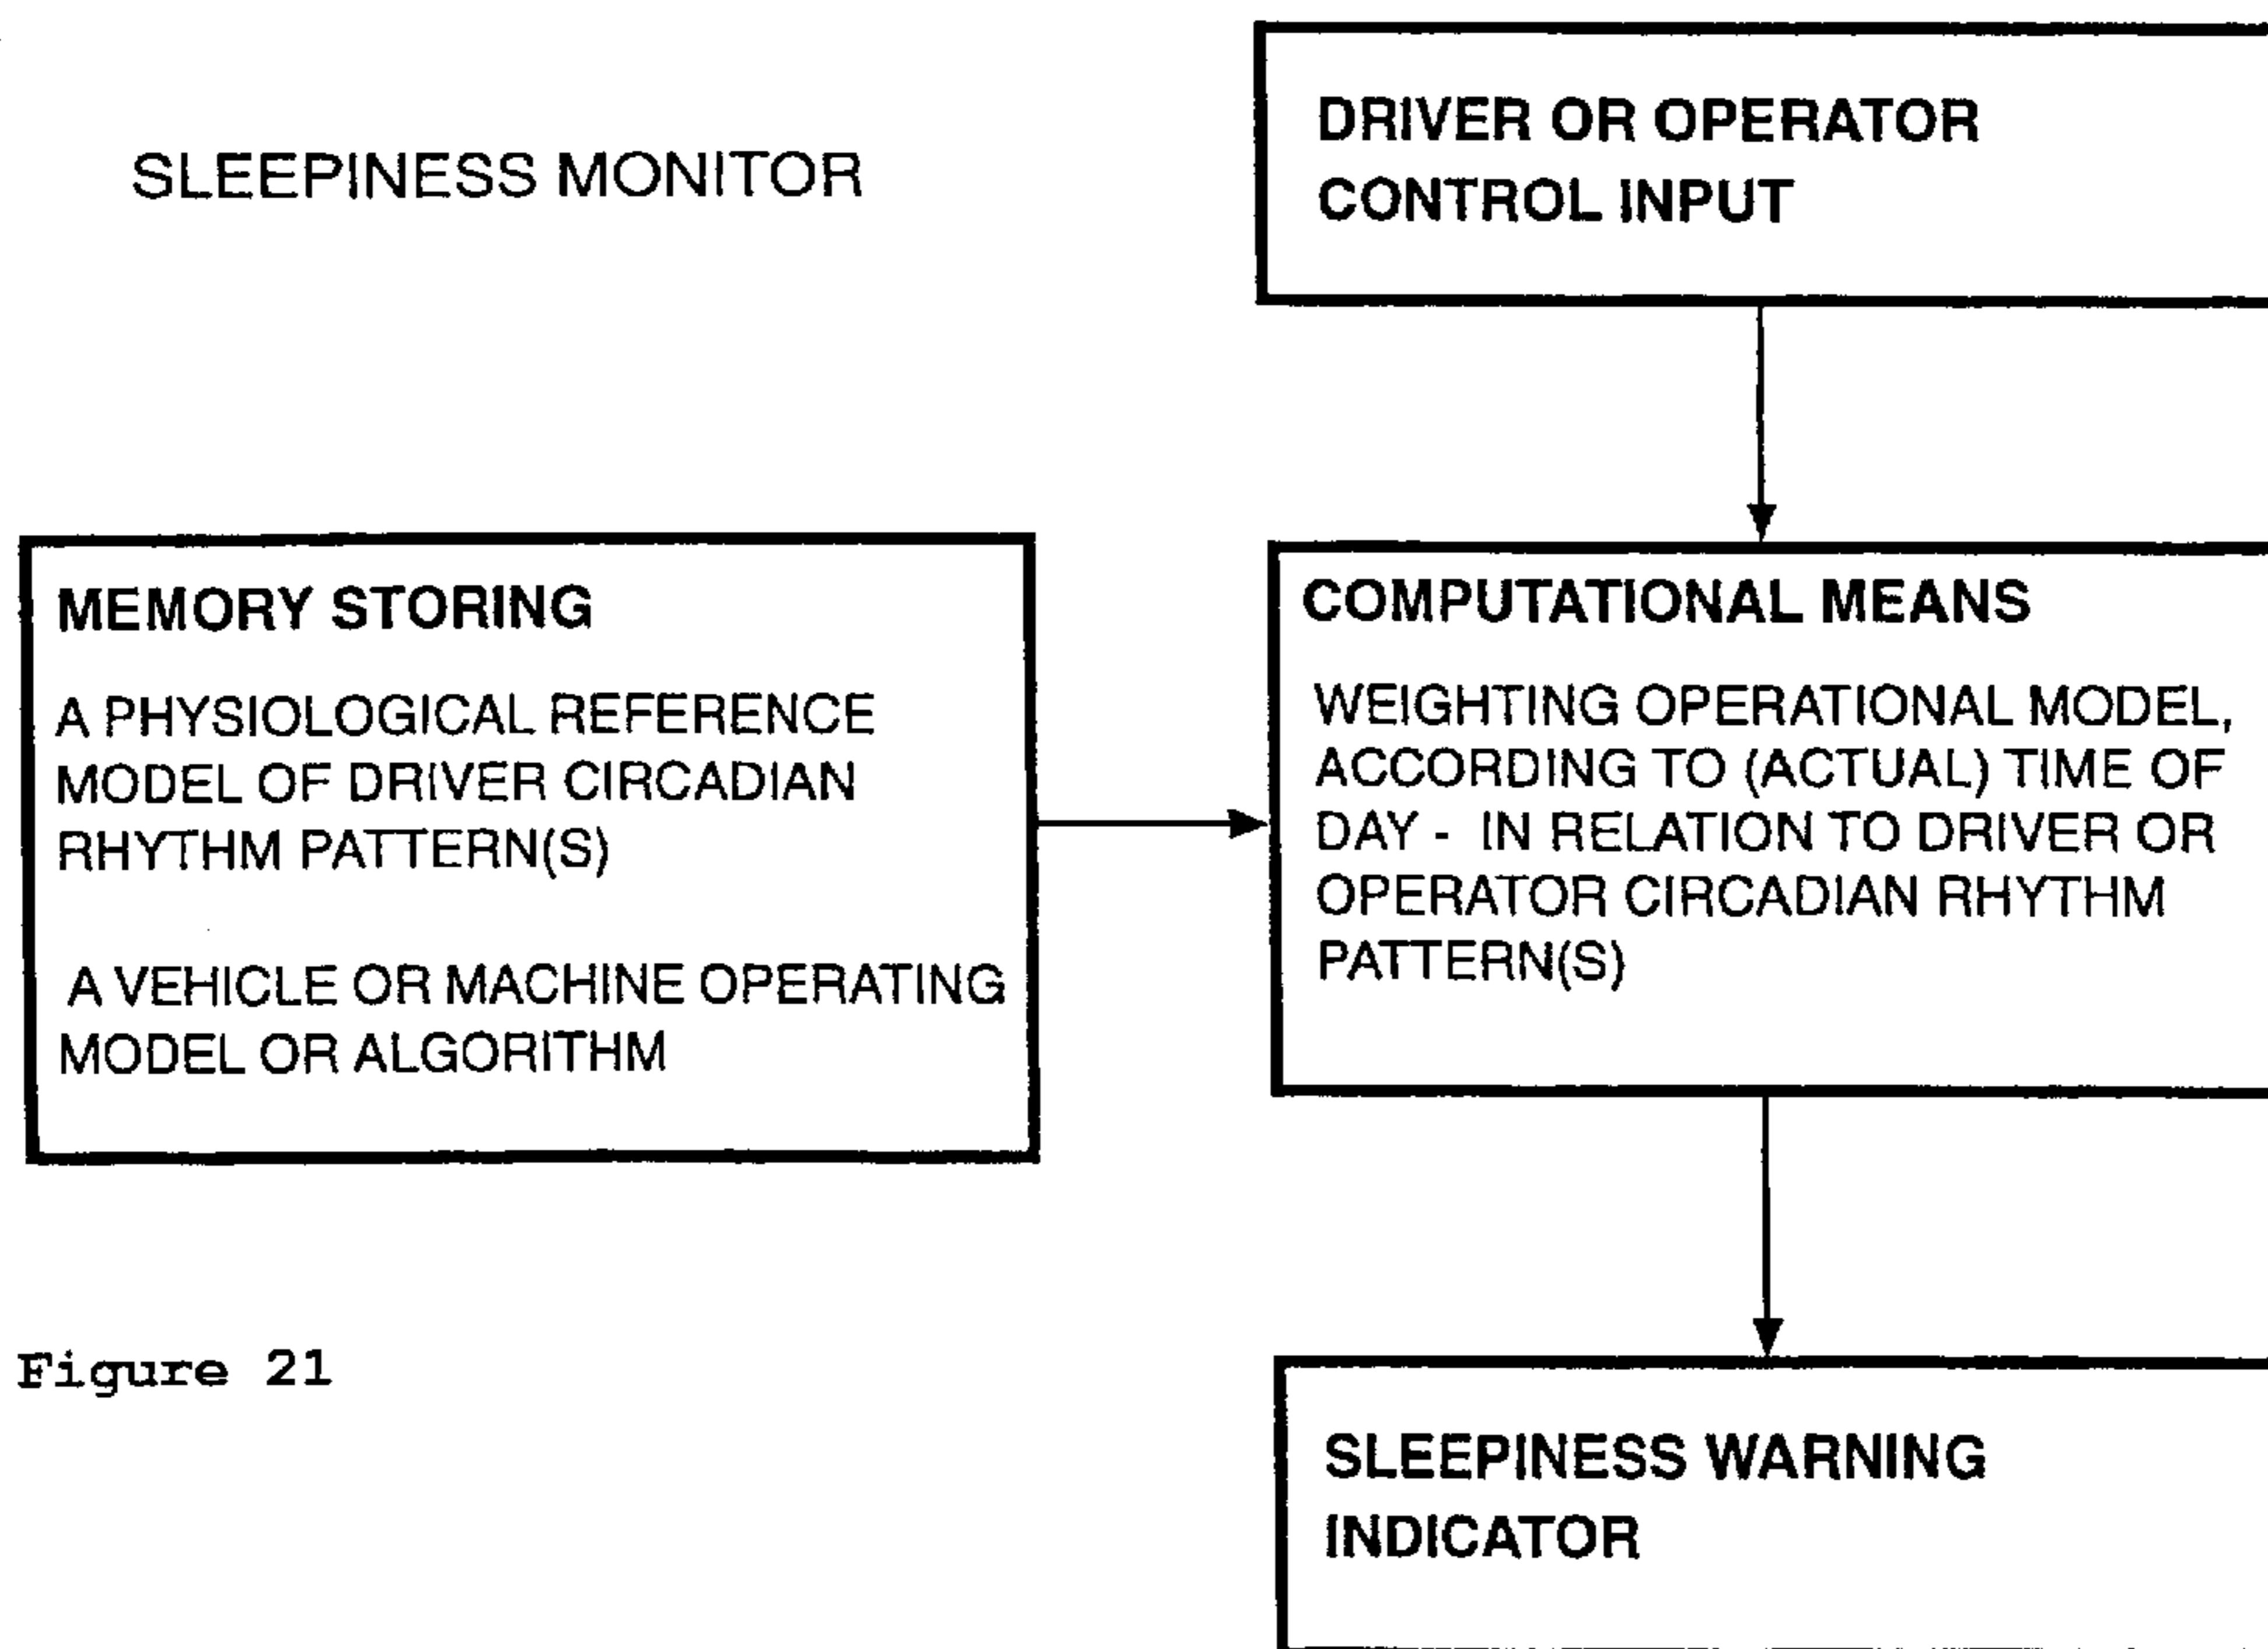 SLEEPINESS MONITOR
DRIVER OR OPERATOR
CONTROL INPUT
MEMORY STORING
A PHYSIOLOGICAL REFERENCE
MODEL OF DRIVER CIRCADIAN
RHYTHM PATTERN(S)
A VEHICLE OR MACHINE OPERATING
MODEL OR ALGORITHM
COMPUTATIONAL MEANS
WEIGHTING OPERATIONAL MODEL,
ACCORDING TO (ACTUAL) TIME OF
DAY - IN RELATION TO DRIVER OR
OPERATOR CIRCADIAN RHYTHM
PATTERN(S)
SLEEPINESS WARNING
INDICATOR
Figure 21